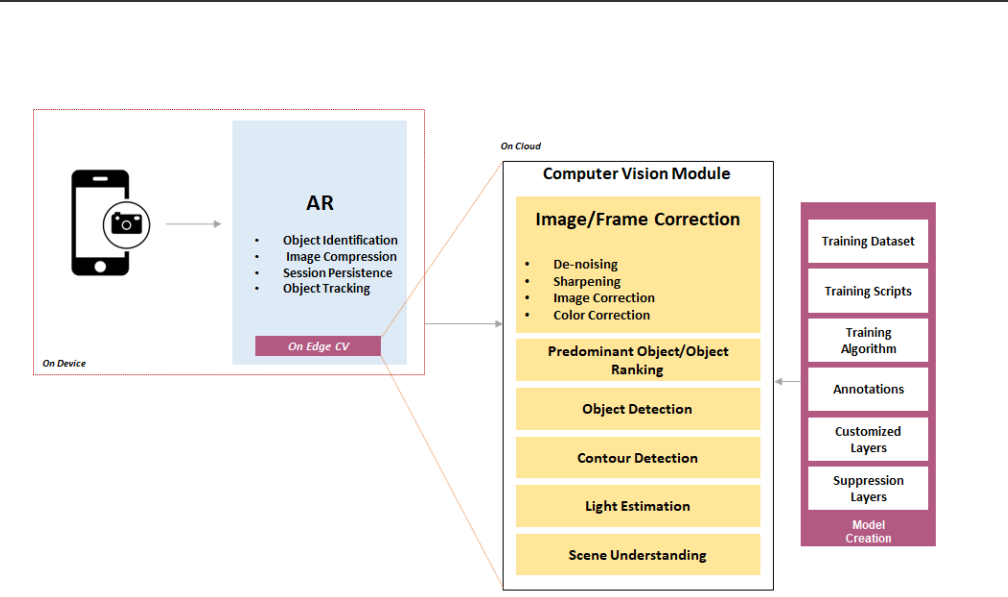 On Device
AR
• Object Identification
• Image Compression
• Session Persistence
• Object Tracking
On Edge CV
On Cloud
Computer Vision Module
Image/Frame Correction
• De-noising
• Sharpening
• Image Correction
• Color Correction
Predominant Object/Object
Ranking
Object Detection
Contour Detection
Light Estimation
Scene Understanding
Training Dataset
Training Scripts
Training
Algorithm
Annotations
Customized
Layers
Suppression
Layers
Model
Creation